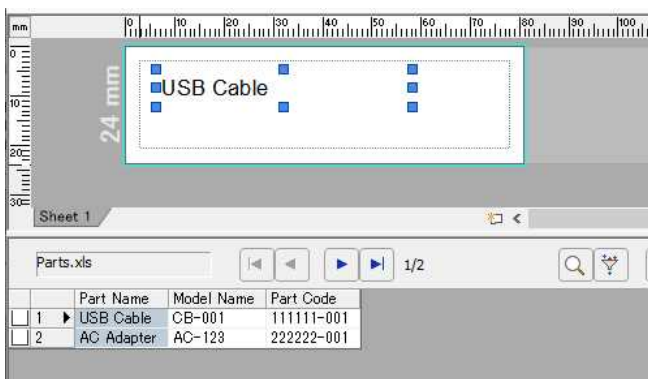 mm
0 10 20 30 40 50 60 70 80 90 100
0
10
20
30
24 mm
USB Cable
Sheet 1
Parts.xls
1/2
Part Name Model Name Part Code
1 USB Cable CB-001 111111-001
2 AC Adapter AC-123 222222-001